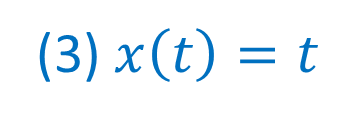 (3) x(t) = t